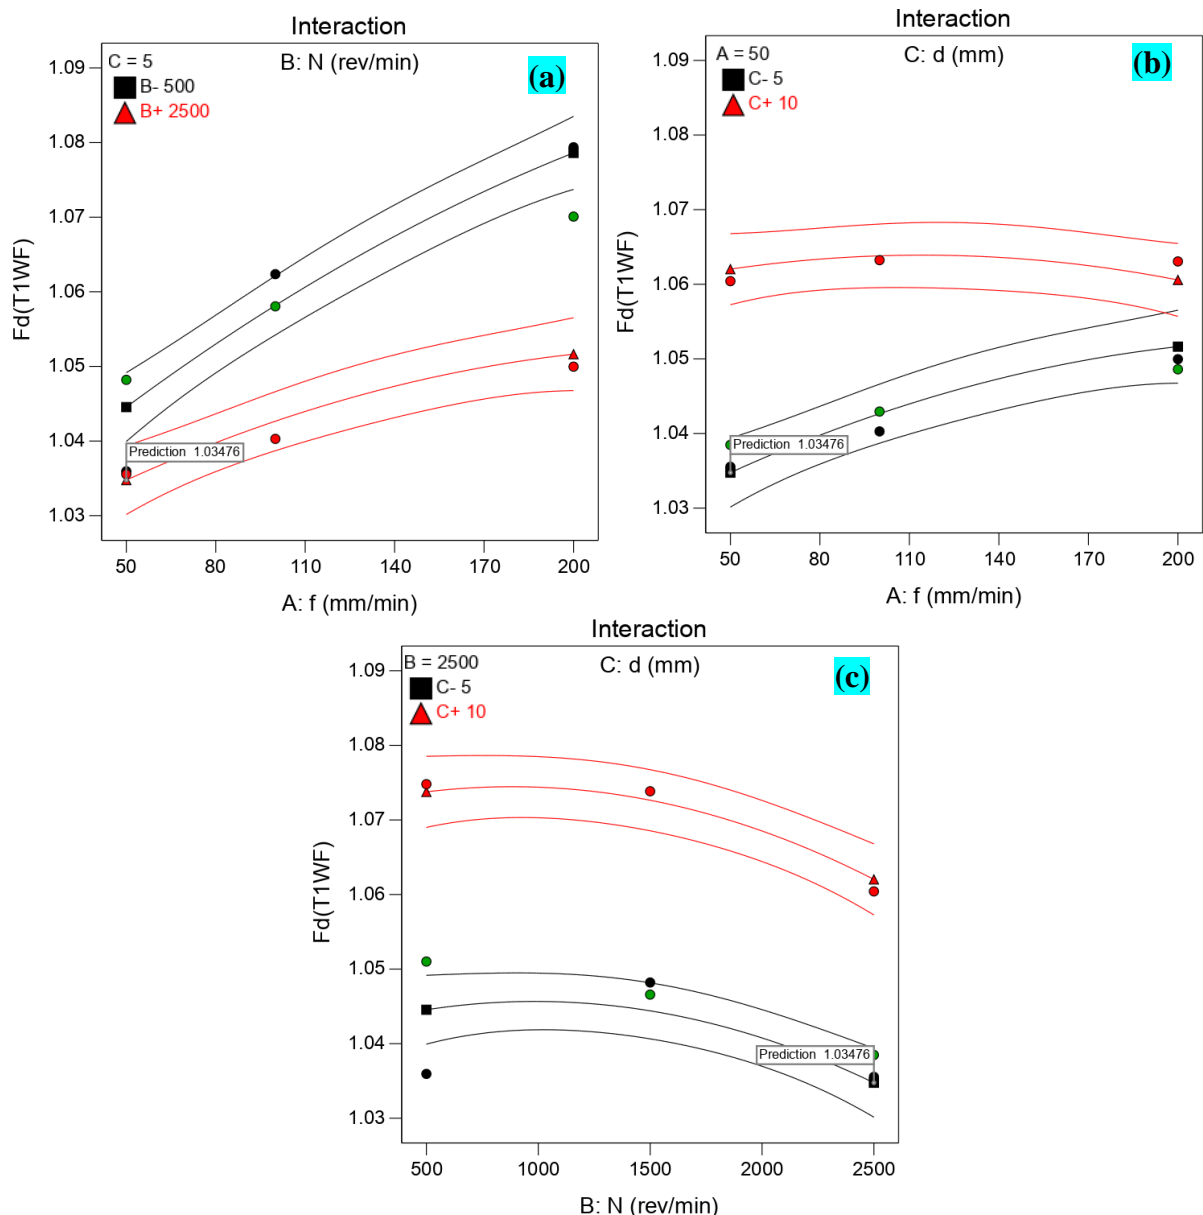 Interaction
C = 5
B: N (rev/min)
(a)
B- 500
B+ 2500
1.09
1.08
1.07
1.06
1.05
1.04
1.03
Fd(T1WF)
Prediction 1.03476
50
80
110
140
170
200
A: f (mm/min)
Interaction
A = 50
C: d (mm)
(b)
C- 5
C+ 10
1.09
1.08
1.07
1.06
1.05
1.04
1.03
Fd(T1WF)
Prediction 1.03476
50
80
110
140
170
200
A: f (mm/min)
Interaction
B = 2500
C: d (mm)
(c)
C- 5
C+ 10
1.09
1.08
1.07
1.06
1.05
1.04
1.03
Fd(T1WF)
Prediction 1.03476
500
1000
1500
2000
2500
B: N (rev/min)